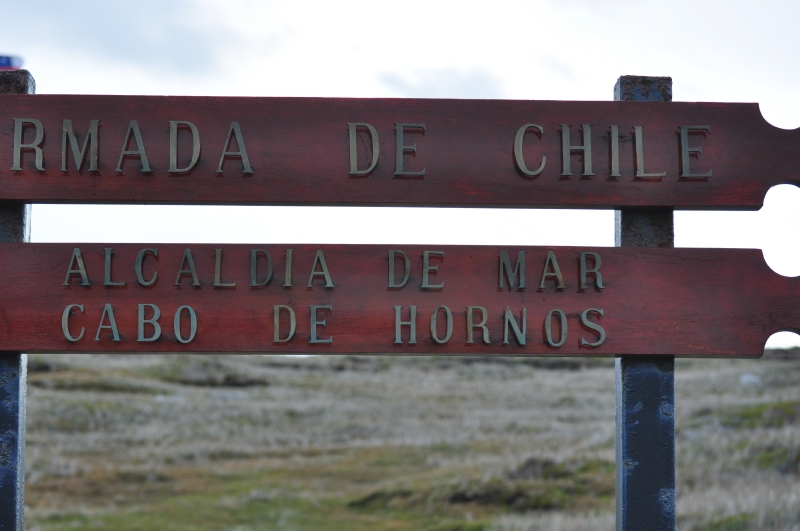 RMADA DE CHILE
ALCALDIA DE MAR
CABO DE HORNOS